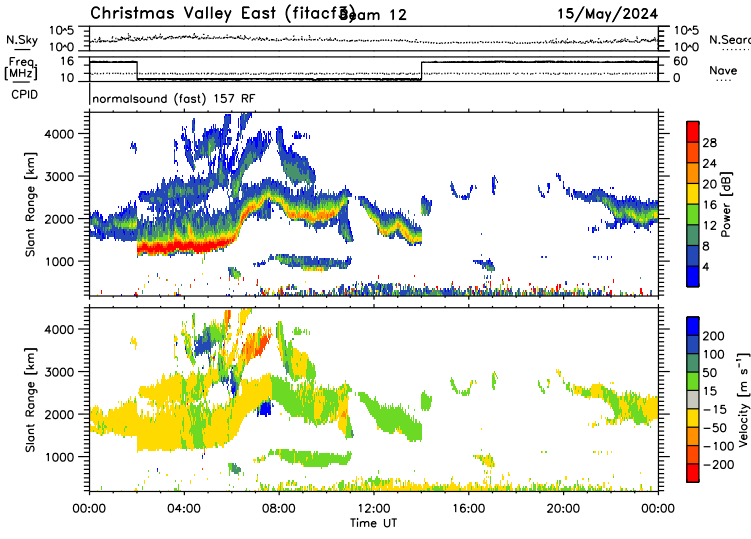 Christmas Valley East (fitacf3) Beam 12 15/May/2024
N.Sky 10^5 10^0 10^5 10^0 N.Sear
Freq. [MHz] 16 10 60 0 Nave
CPID normalsound (fast) 157 RF
Slant Range [km] 4000 3000 2000 1000
28 24 20 16 12 8 4 Power [dB]
Slant Range [km] 4000 3000 2000 1000
200 100 50 15 -15 -50 -100 -200 Velocity [m s⁻¹]
00:00 04:00 08:00 12:00 16:00 20:00 00:00
Time UT